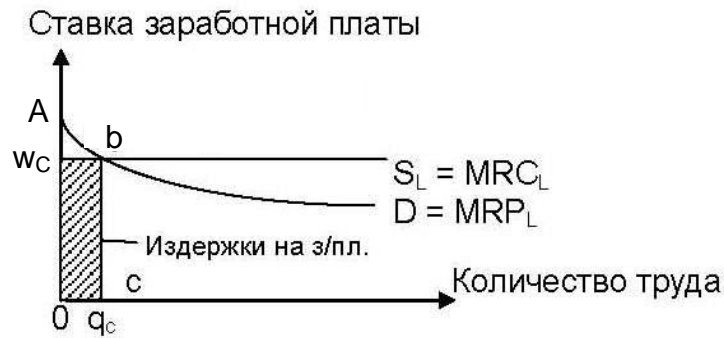 Ставка заработной платы
A
b
wC
SL = MRCL
D = MRPL
Издержки на з/пл.
c
Количество труда
0
qc